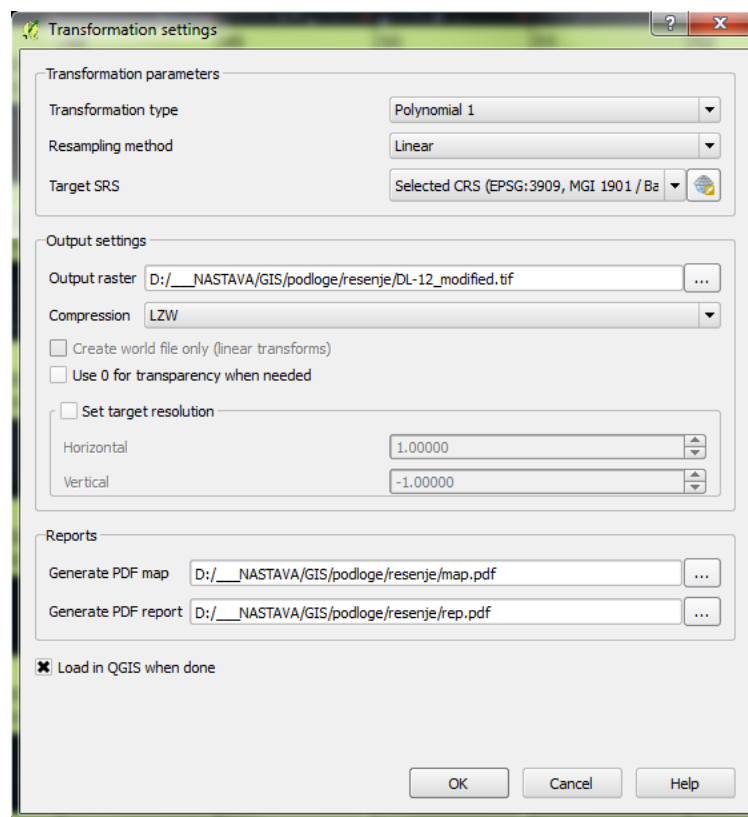 Transformation settings
Transformation parameters
Transformation type Polynomial 1
Resampling method Linear
Target SRS Selected CRS (EPSG:3909, MGI 1901 / Ba
Output settings
Output raster D:/___NASTAVA/GIS/podloge/resenje/DL-12_modified.tif ...
Compression LZW
Create world file only (linear transforms)
Use 0 for transparency when needed
Set target resolution
Horizontal 1.00000
Vertical -1.00000
Reports
Generate PDF map D:/___NASTAVA/GIS/podloge/resenje/map.pdf ...
Generate PDF report D:/___NASTAVA/GIS/podloge/resenje/rep.pdf ...
Load in QGIS when done
OK Cancel Help